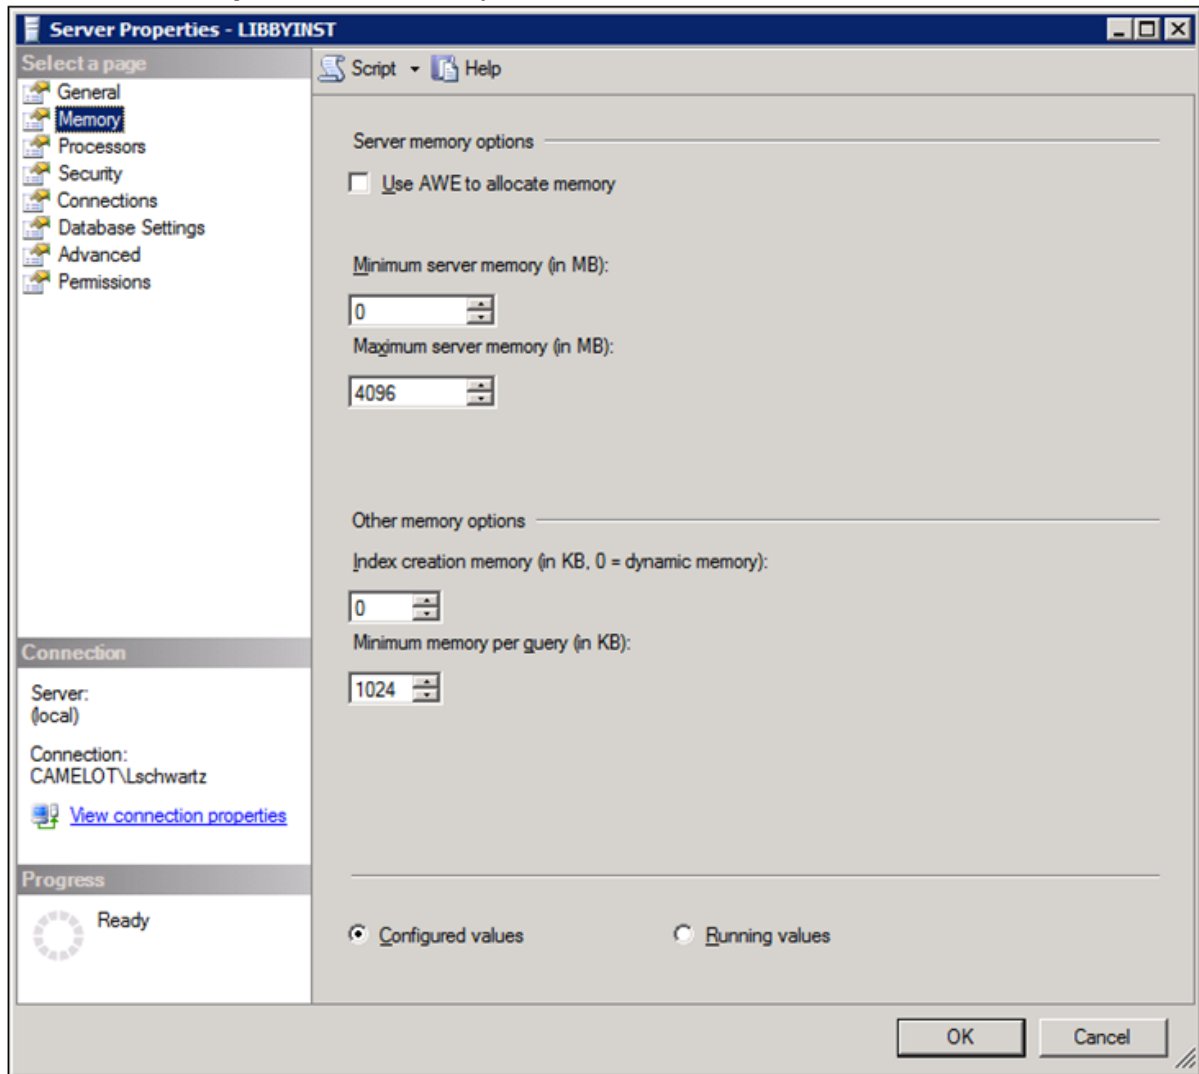 Server Properties - LIBBYINST
Select a page
General
Memory
Processors
Security
Connections
Database Settings
Advanced
Permissions
Connection
Server:
(local)
Connection:
CAMELOT\Lschwartz
View connection properties
Progress
Ready
Script Help
Server memory options
Use AWE to allocate memory
Minimum server memory (in MB):
0
Maximum server memory (in MB):
4096
Other memory options
Index creation memory (in KB, 0 = dynamic memory):
0
Minimum memory per query (in KB):
1024
Configured values Running values
OK Cancel